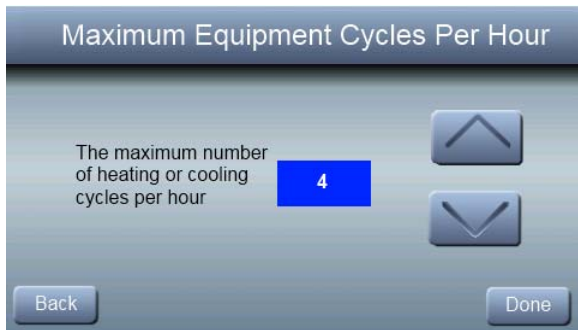 Maximum Equipment Cycles Per Hour
The maximum number
of heating or cooling
cycles per hour
4
Back
Done